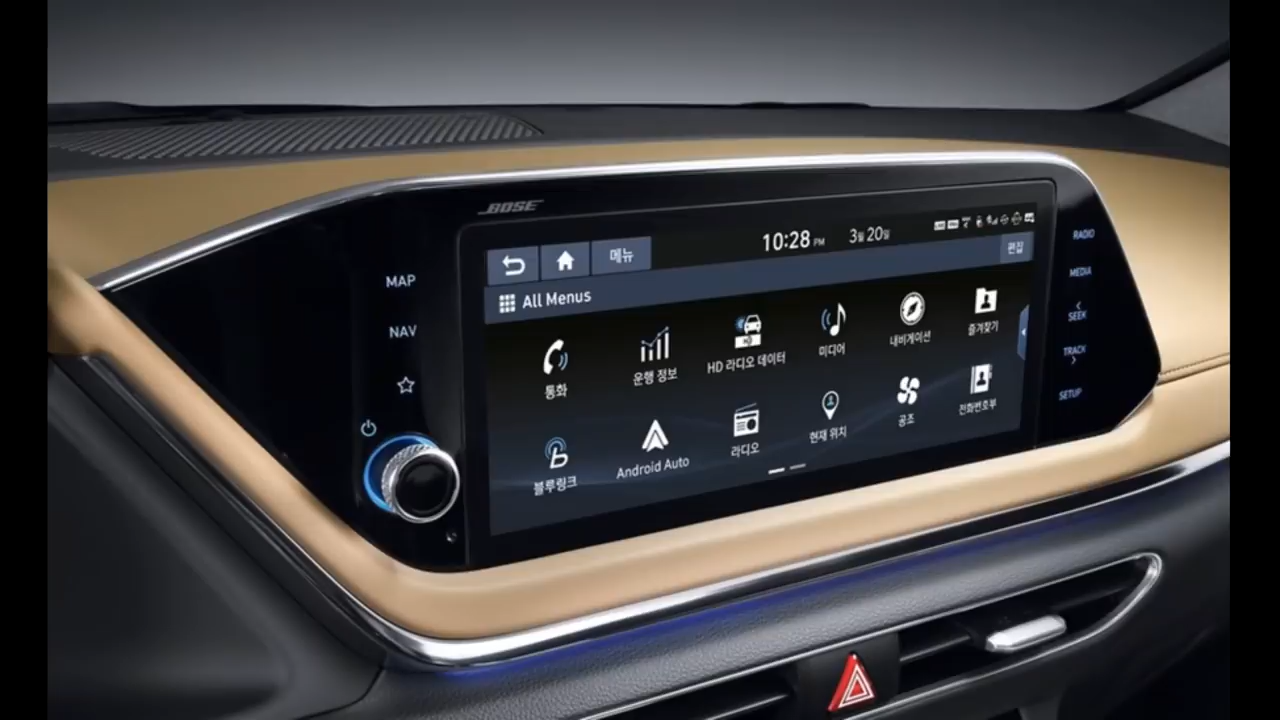 BOSE
MAP
NAV
메뉴
10:28 PM
3월 20일
편집
All Menus
통화
운행 정보
HD 라디오 데이터
미디어
내비게이션
즐겨찾기
블루링크
Android Auto
라디오
현재 위치
공조
전화번호부
RADIO
MEDIA
SEEK
TRACK
SETUP